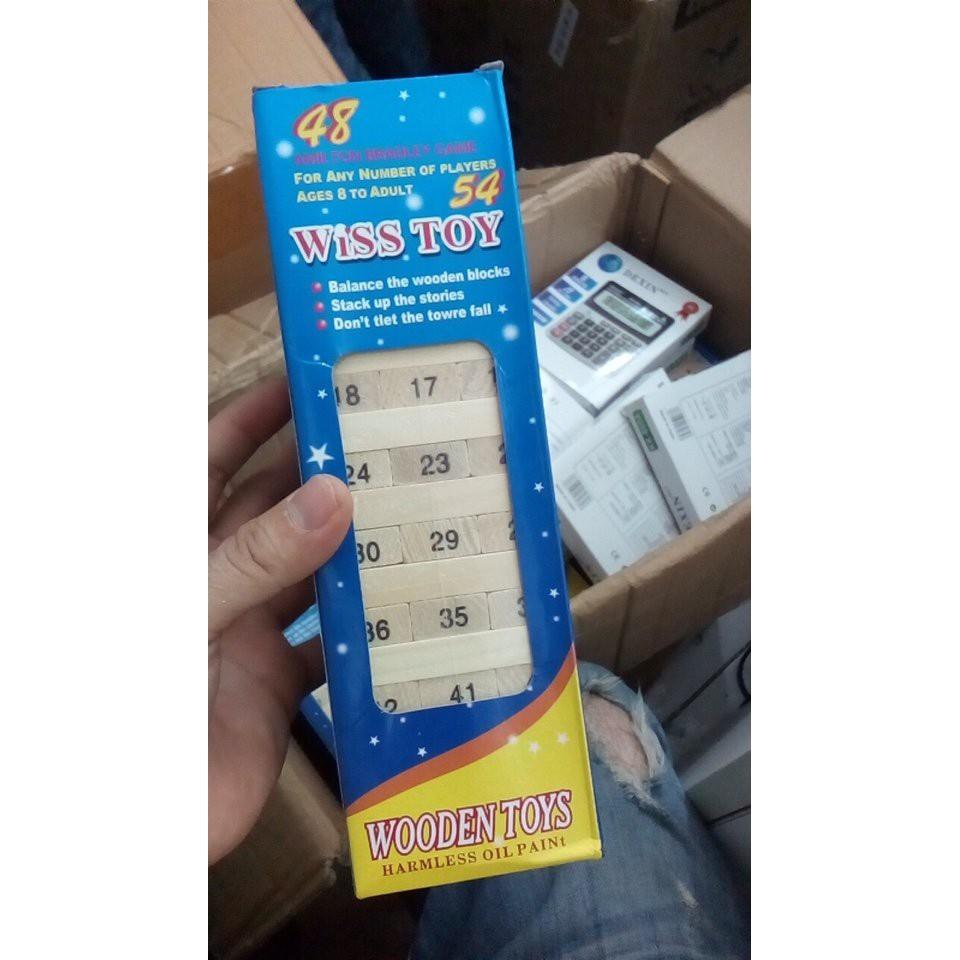 48
FOR ANY NUMBER OF PLAYERS
AGES 8 TO ADULT 54
WiSS TOY
Balance the wooden blocks
Stack up the stories
Don't tlet the towre fall
18 17
24 23
30 29
36 35
41
WOODEN TOYS
HARMLESS OIL PAINt
DEXIN